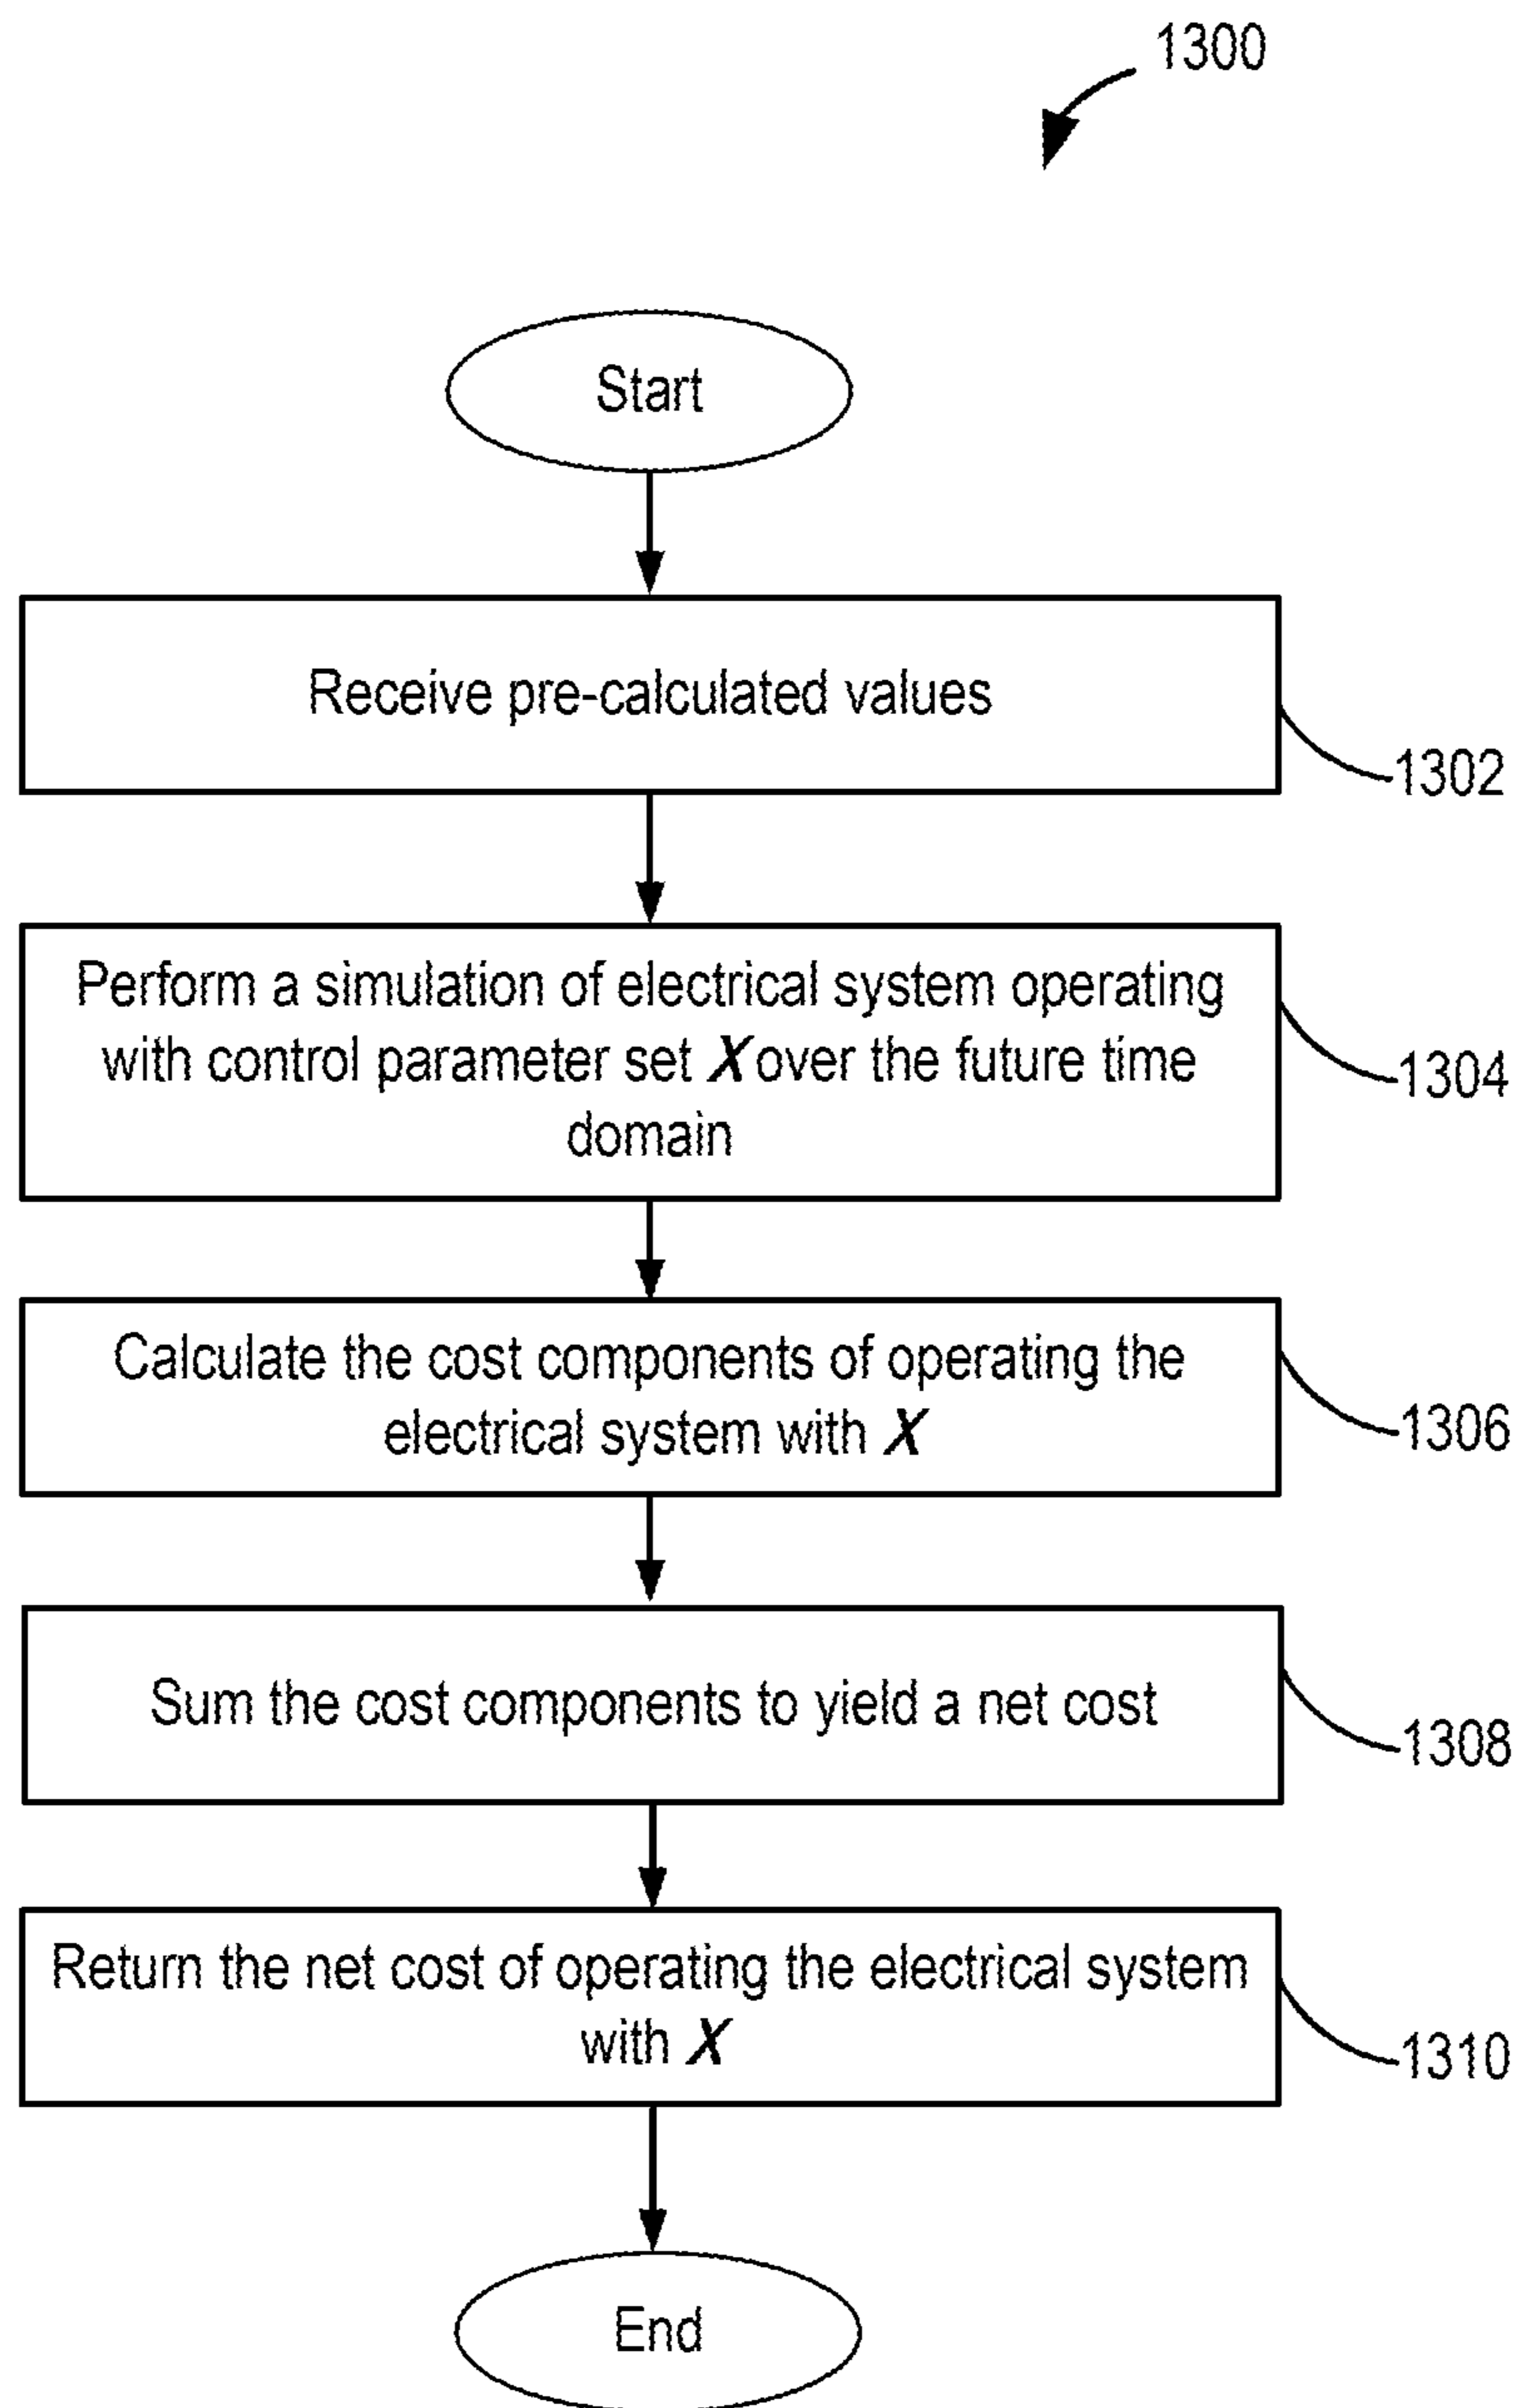 1300
Start
Receive pre-calculated values
1302
Perform a simulation of electrical system operating
with control parameter set X over the future time
domain
1304
Calculate the cost components of operating the
electrical system with X
1306
Sum the cost components to yield a net cost
1308
Return the net cost of operating the electrical system
with X
1310
End